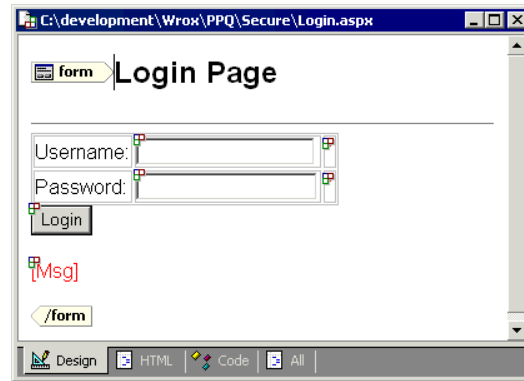 C:\development\Wrox\PPQ\Secure\Login.aspx
form Login Page
Username:
Password:
Login
[Msg]
/form
Design HTML Code All